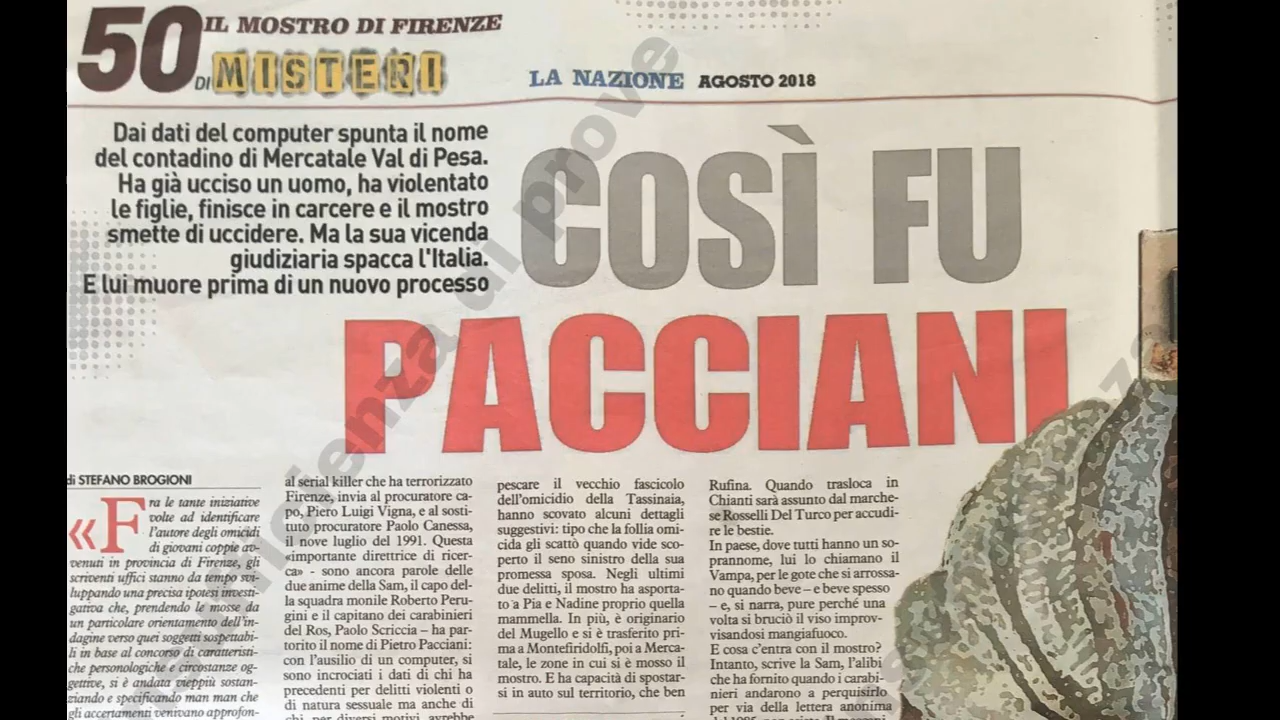 50
IL MOSTRO DI FIRENZE
DI MISTERI
LA NAZIONE AGOSTO 2018
Dai dati del computer spunta il nome
del contadino di Mercatale Val di Pesa.
Ha già ucciso un uomo, ha violentato
le figlie, finisce in carcere e il mostro
smette di uccidere. Ma la sua vicenda
giudiziaria spacca l'Italia.
E lui muore prima di un nuovo processo
COSÌ FU
PACCIANI
di STEFANO BROGIONI
«Fra le tante iniziative
volte ad identificare
l'autore degli omicidi
di giovani coppie av-
venuti in provincia di Firenze, gli
scriventi uffici stanno da tempo svi-
luppando una precisa ipotesi investi-
gativa che, prendendo le mosse da
un particolare orientamento dell'in-
dagine verso quei soggetti sospettabi-
li in base al concorso di caratteristi-
che personologiche e circostanze og-
gettive, si è andata vieppiù sostan-
ziando e specificando man man che
gli accertamenti venivano approfon-
al serial killer che ha terrorizzato
Firenze, invia al procuratore ca-
po, Piero Luigi Vigna, e al sosti-
tuto procuratore Paolo Canessa,
il nove luglio del 1991. Questa
«importante direttrice di ricer-
ca» - sono ancora parole delle
due anime della Sam, il capo del-
la squadra monile Roberto Peru-
gini e il capitano dei carabinieri
del Ros, Paolo Scriccia – ha par-
torito il nome di Pietro Pacciani:
con l'ausilio di un computer, si
sono incrociati i dati di chi ha
precedenti per delitti violenti o
di natura sessuale ma anche di
chi, per diversi motivi, avrebbe
pescare il vecchio fascicolo
dell'omicidio della Tassinaia,
hanno scovato alcuni dettagli
suggestivi: tipo che la follia omi-
cida gli scattò quando vide sco-
perto il seno sinistro della sua
promessa sposa. Negli ultimi
due delitti, il mostro ha asporta-
to a Pia e Nadine proprio quella
mammella. In più, è originario
del Mugello e si è trasferito pri-
ma a Montefiridolfi, poi a Merca-
tale, le zone in cui si è mosso il
mostro. E ha capacità di spostar-
si in auto sul territorio, che ben
Rufina. Quando trasloca in
Chianti sarà assunto dal marche-
se Rosselli Del Turco per accudi-
re le bestie.
In paese, dove tutti hanno un so-
prannome, lui lo chiamano il
Vampa, per le gote che si arrossa-
no quando beve – e beve spesso
– e, si narra, pure perché una
volta si bruciò il viso improv-
visandosi mangiafuoco.
E cosa c'entra con il mostro?
Intanto, scrive la Sam, l'alibi
che ha fornito quando i carabi-
nieri andarono a perquisirlo
per via della lettera anonima
di prove